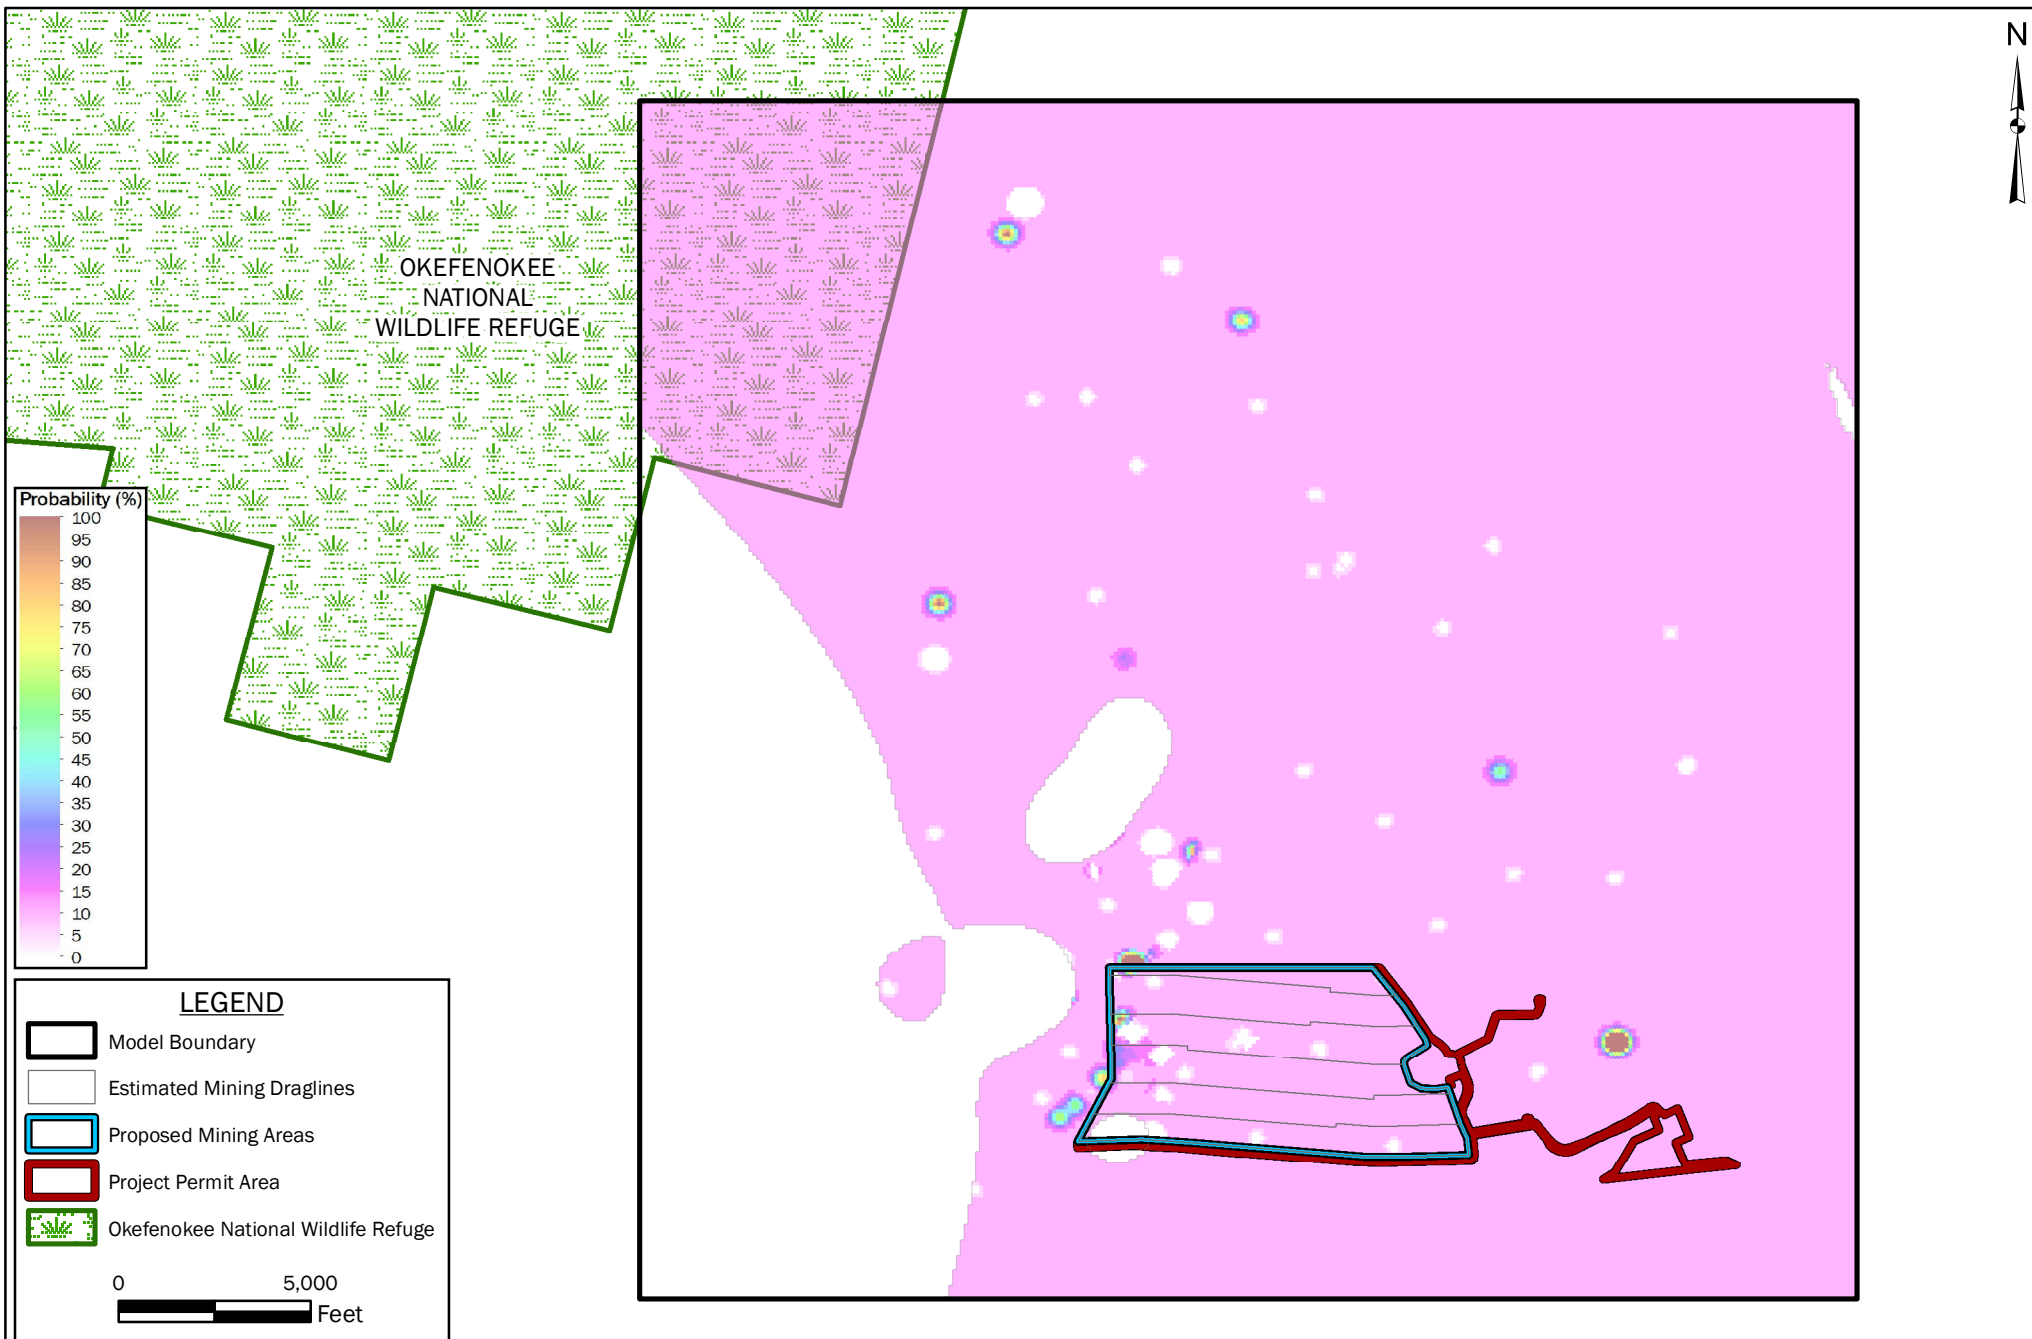 N
OKEFENOKEE
NATIONAL
WILDLIFE REFUGE
Probability (%)
100
95
90
85
80
75
70
65
60
55
50
45
40
35
30
25
20
15
10
5
0
LEGEND
Model Boundary
Estimated Mining Draglines
Proposed Mining Areas
Project Permit Area
Okefenokee National Wildlife Refuge
0 5,000
Feet